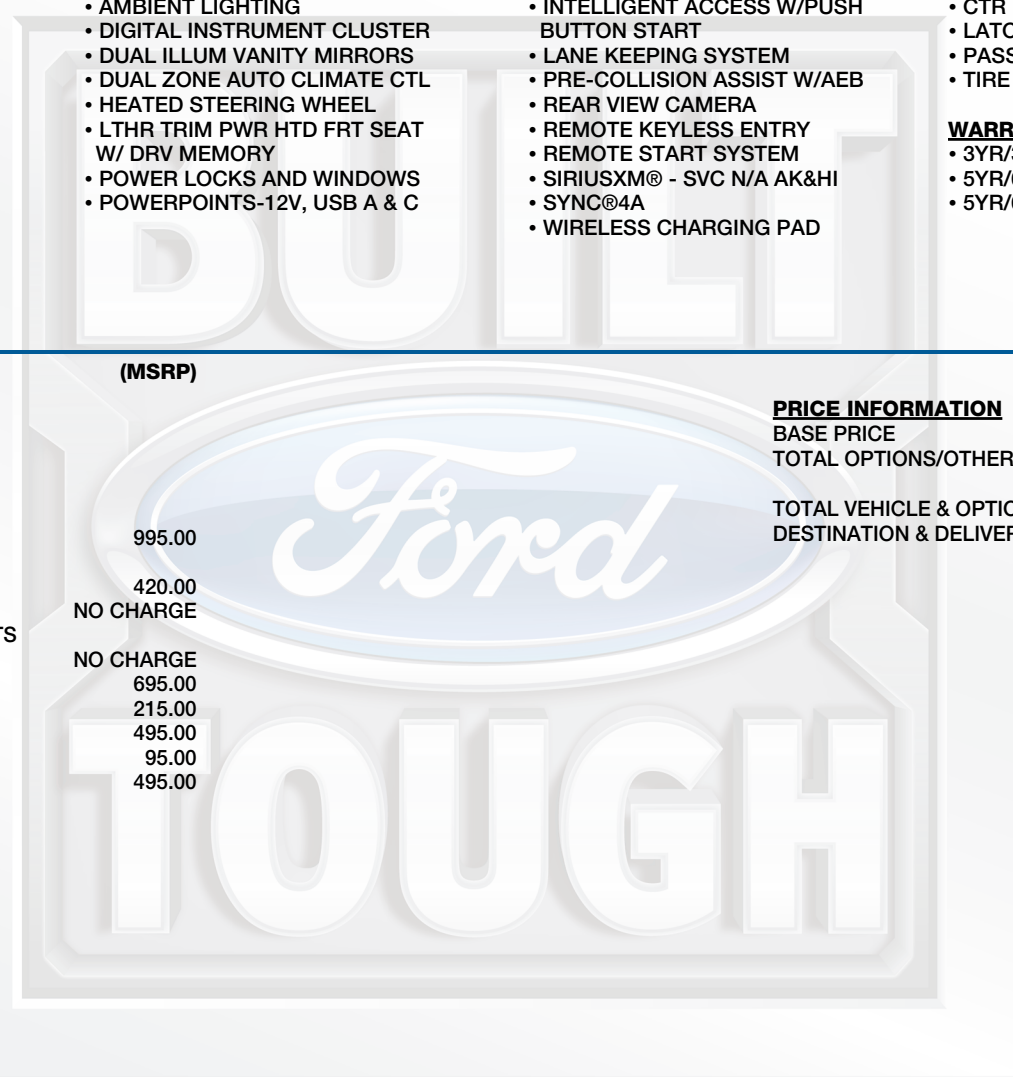 • AMBIENT LIGHTING
• DIGITAL INSTRUMENT CLUSTER
• DUAL ILLUM VANITY MIRRORS
• DUAL ZONE AUTO CLIMATE CTL
• HEATED STEERING WHEEL
• LTHR TRIM PWR HTD FRT SEAT
W/ DRV MEMORY
• POWER LOCKS AND WINDOWS
• POWERPOINTS-12V, USB A & C
• INTELLIGENT ACCESS W/PUSH
BUTTON START
• LANE KEEPING SYSTEM
• PRE-COLLISION ASSIST W/AEB
• REAR VIEW CAMERA
• REMOTE KEYLESS ENTRY
• REMOTE START SYSTEM
• SIRIUSXM® - SVC N/A AK&HI
• SYNC®4A
• WIRELESS CHARGING PAD
• CTR
• LATC
• PASS
• TIRE
WARR
• 3YR/3
• 5YR/6
• 5YR/6
BUILT
Ford
TOUGH
(MSRP)
995.00
420.00
NO CHARGE
TS
NO CHARGE
695.00
215.00
495.00
95.00
495.00
PRICE INFORMATION
BASE PRICE
TOTAL OPTIONS/OTHER
TOTAL VEHICLE & OPTIO
DESTINATION & DELIVER